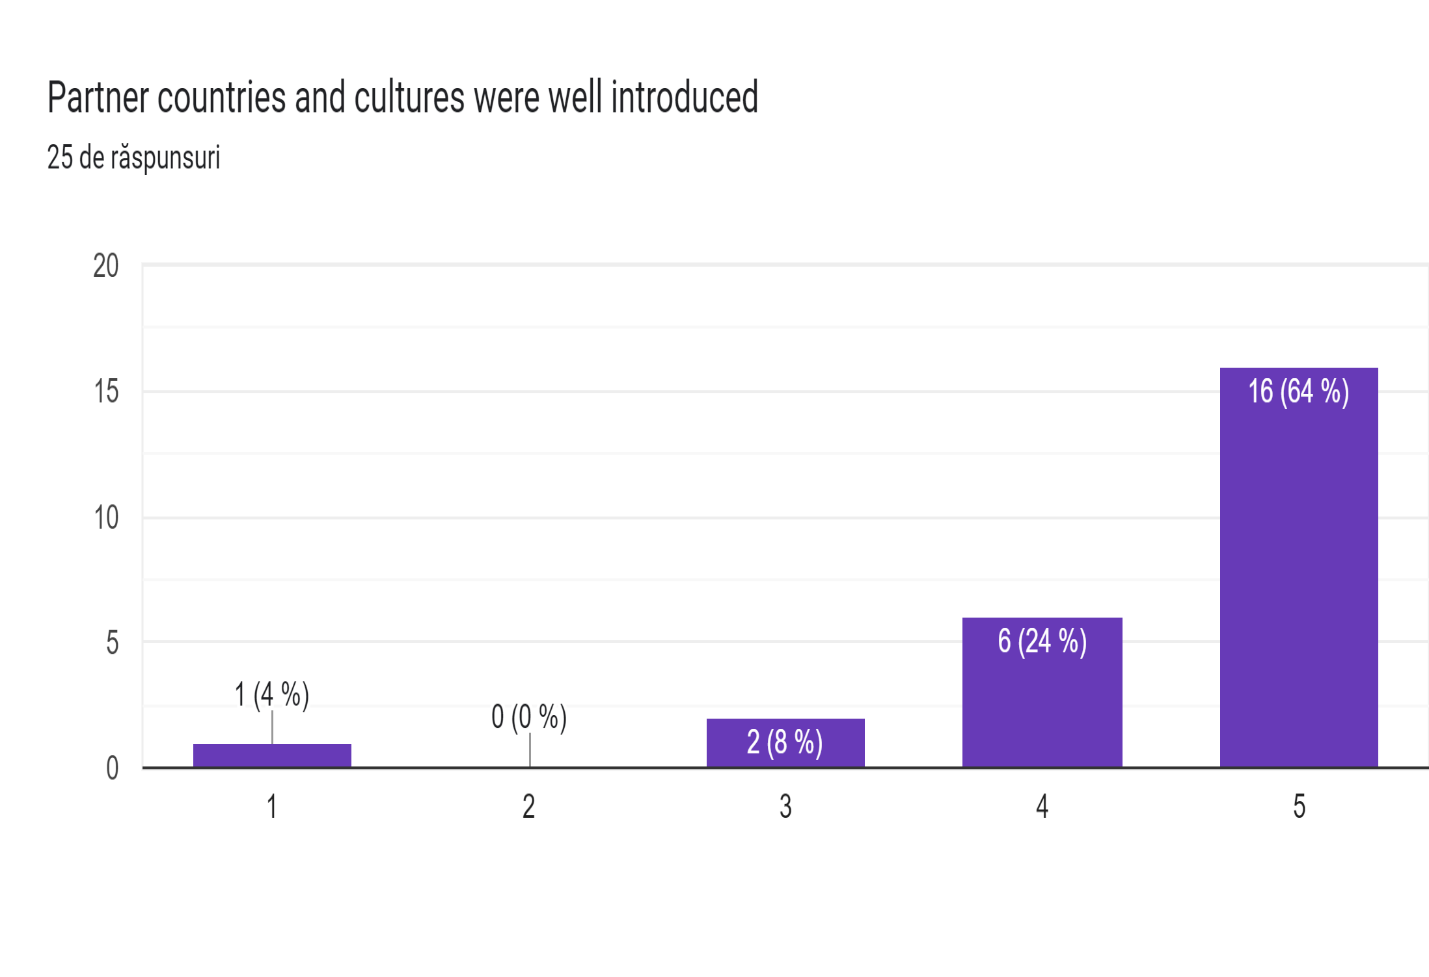 Partner countries and cultures were well introduced
25 de răspunsuri
20
15
10
5
0
1 (4 %)
0 (0 %)
2 (8 %)
6 (24 %)
16 (64 %)
1
2
3
4
5